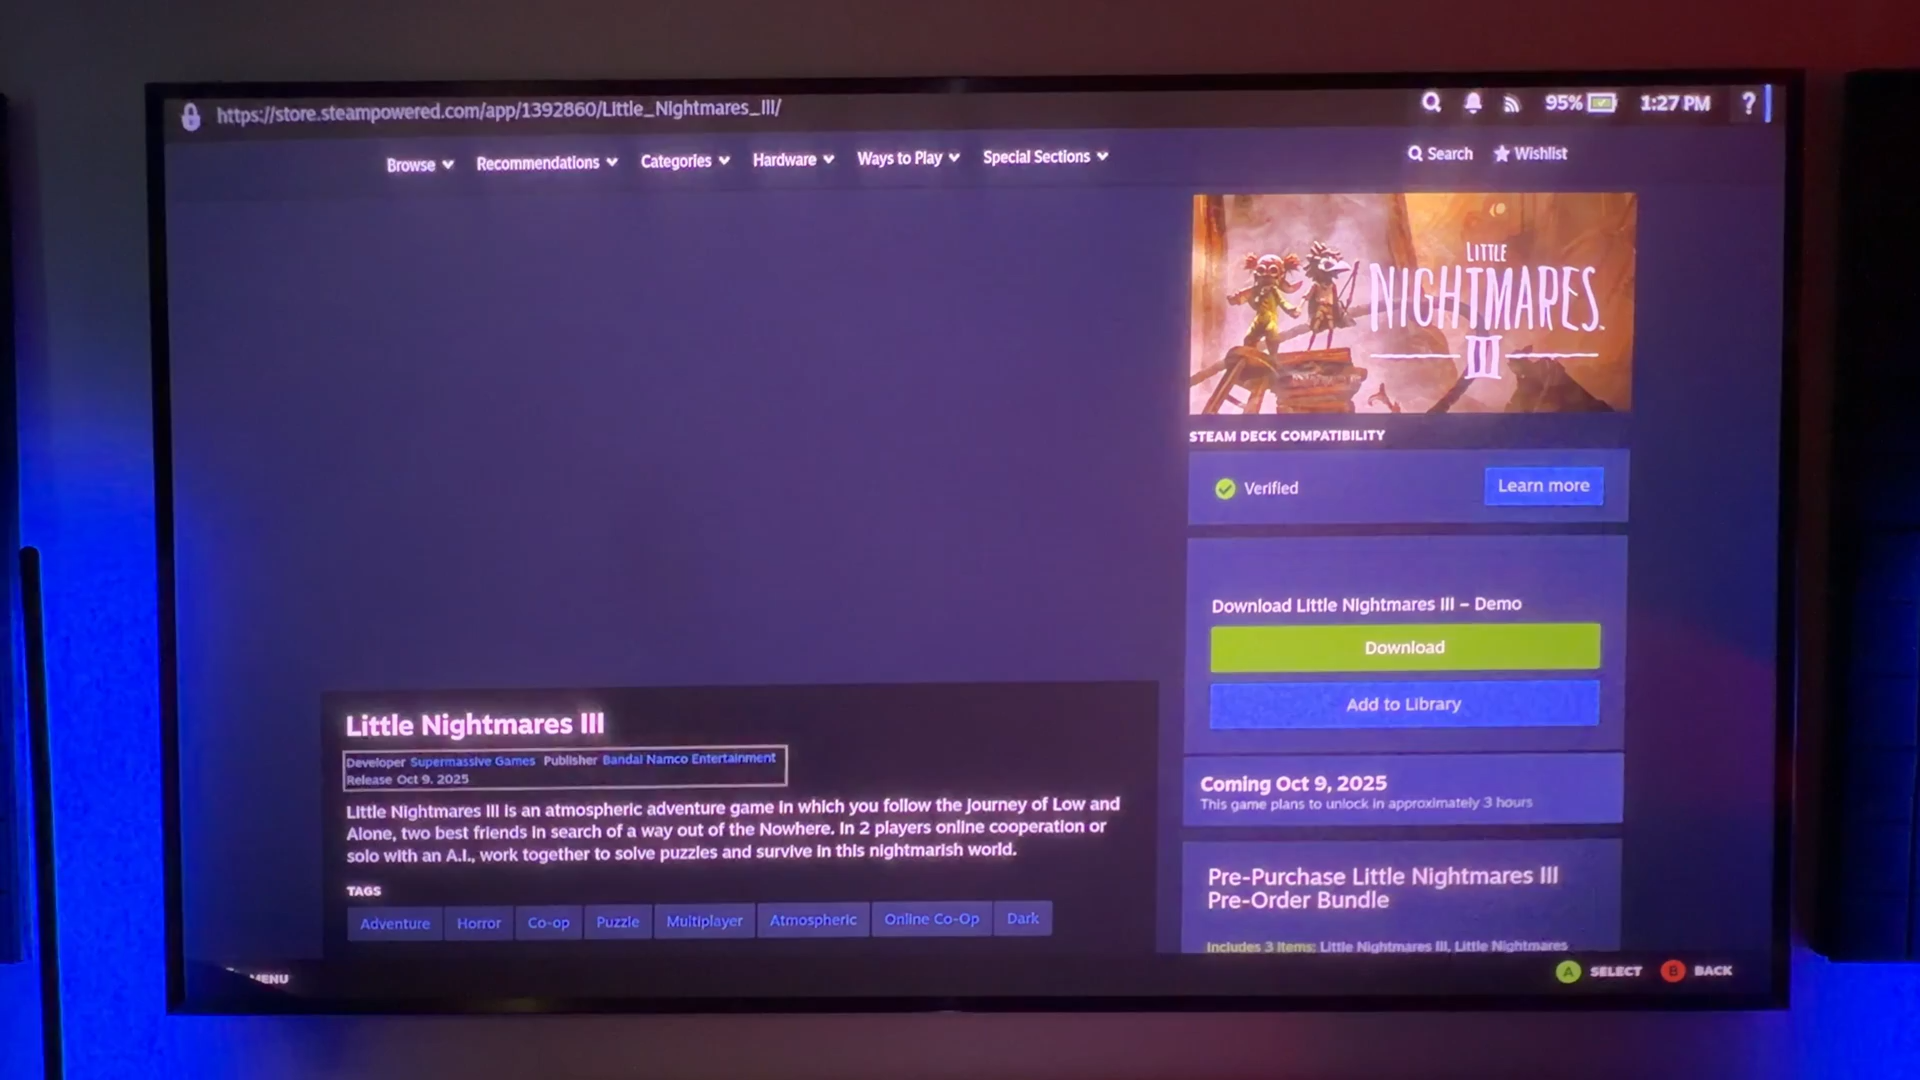 https://store.steampowered.com/app/1392860/Little_Nightmares_III/
95%
1:27 PM
?
Browse
Recommendations
Categories
Hardware
Ways to Play
Special Sections
Search
Wishlist
LITTLE
NIGHTMARES
III
STEAM DECK COMPATIBILITY
Verified
Learn more
Download Little Nightmares III – Demo
Download
Add to Library
Little Nightmares III
Developer Supermassive Games Publisher Bandai Namco Entertainment
Release Oct 9, 2025
Little Nightmares III is an atmospheric adventure game in which you follow the journey of Low and
Alone, two best friends in search of a way out of the Nowhere. In 2 players online cooperation or
solo with an A.I., work together to solve puzzles and survive in this nightmarish world.
TAGS
Adventure
Horror
Co-op
Puzzle
Multiplayer
Atmospheric
Online Co-Op
Dark
Coming Oct 9, 2025
This game plans to unlock in approximately 3 hours
Pre-Purchase Little Nightmares III
Pre-Order Bundle
Includes 3 items: Little Nightmares III, Little Nightmares
MENU
A SELECT
B BACK